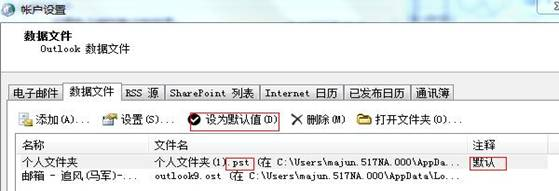 帐户设置
数据文件
Outlook 数据文件
电子邮件 数据文件 RSS 源 SharePoint 列表 Internet 日历 已发布日历 通讯簿
添加(A)... 设置(S)... 设为默认值(D) 删除(M) 打开文件夹(O)...
名称 文件名 注释
个人文件夹 个人文件夹(1).pst (在 C:\Users\majun.517NA.000\AppDa... 默认
邮箱 - 追风(马军)-... outlook9.ost (在 C:\Users\majun.517NA.000\AppData\Lo...